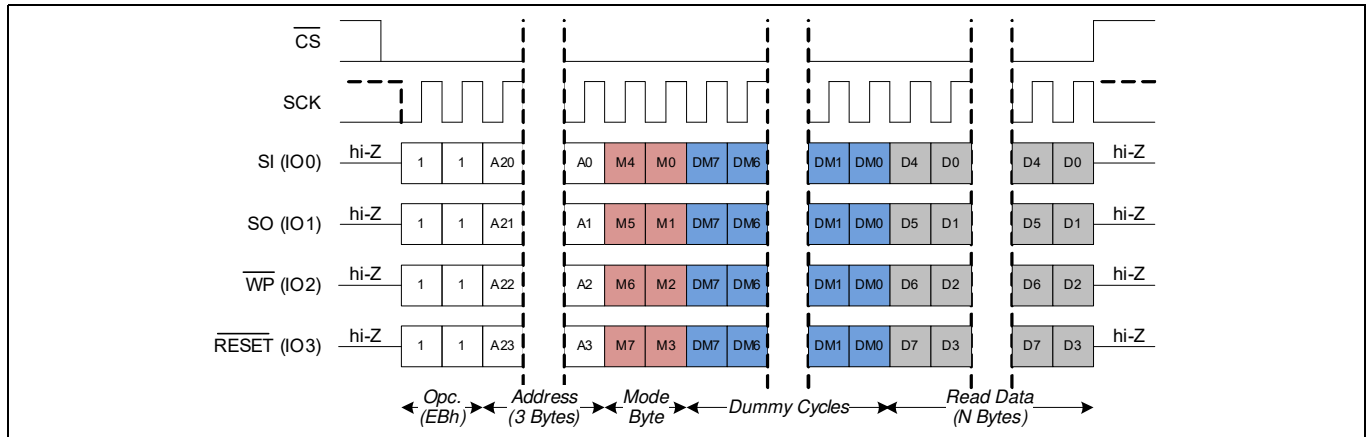 CS
SCK
SI (IO0) hi-Z 1 1 A20 A0 M4 M0 DM7 DM6 DM1 DM0 D4 D0 D4 D0 hi-Z
SO (IO1) hi-Z 1 1 A21 A1 M5 M1 DM7 DM6 DM1 DM0 D5 D1 D5 D1 hi-Z
WP (IO2) hi-Z 1 1 A22 A2 M6 M2 DM7 DM6 DM1 DM0 D6 D2 D6 D2 hi-Z
RESET (IO3) hi-Z 1 1 A23 A3 M7 M3 DM7 DM6 DM1 DM0 D7 D3 D7 D3 hi-Z
Opc. Address Mode Dummy Cycles Read Data
(EBh) (3 Bytes) Byte (N Bytes)